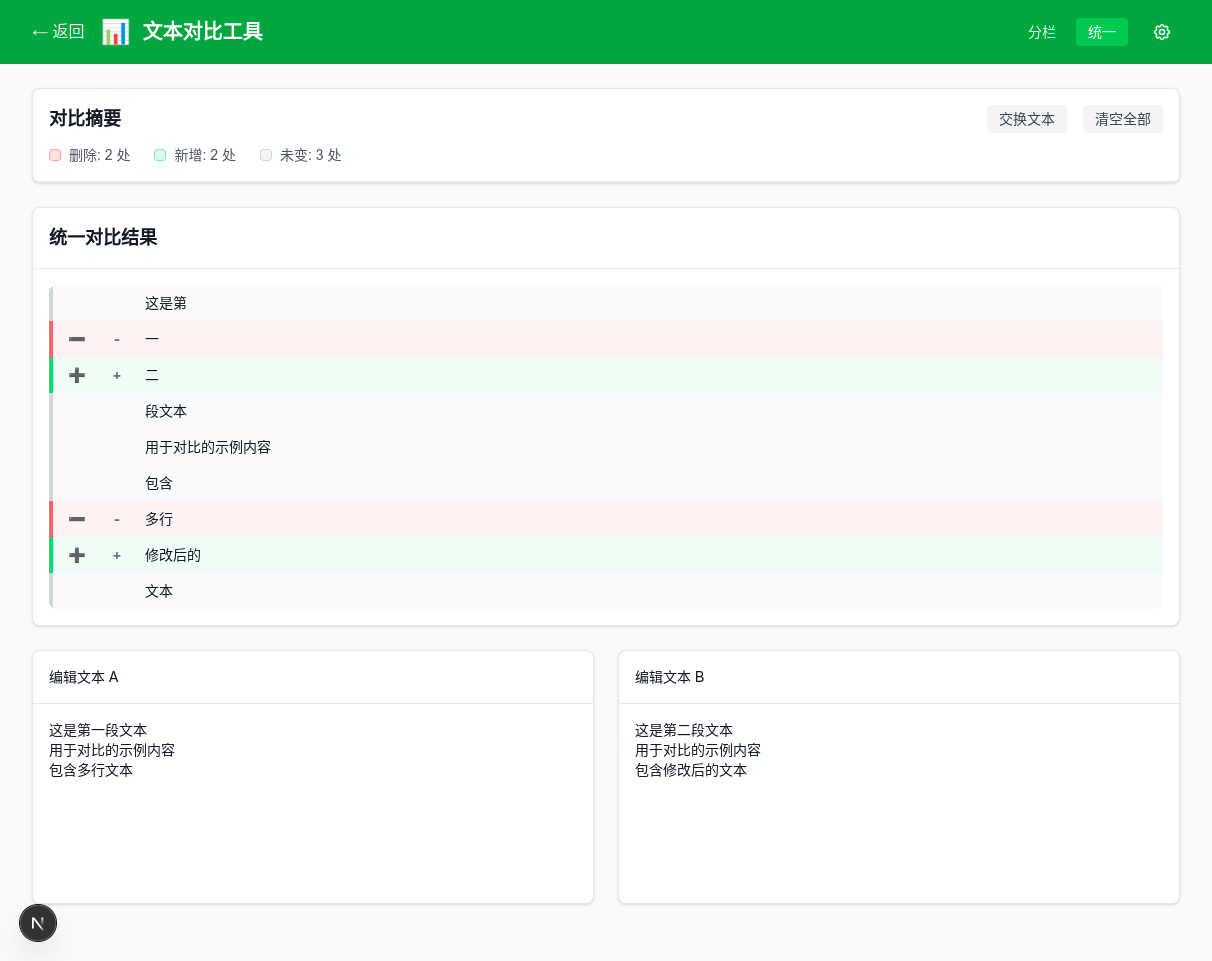 ← 返回 📊 文本对比工具 分栏 统一
对比摘要 交换文本 清空全部
删除: 2 处 新增: 2 处 未变: 3 处
统一对比结果
这是第
➖ - 一
➕ + 二
段文本
用于对比的示例内容
包含
➖ - 多行
➕ + 修改后的
文本
编辑文本 A
这是第一段文本
用于对比的示例内容
包含多行文本
编辑文本 B
这是第二段文本
用于对比的示例内容
包含修改后的文本
N